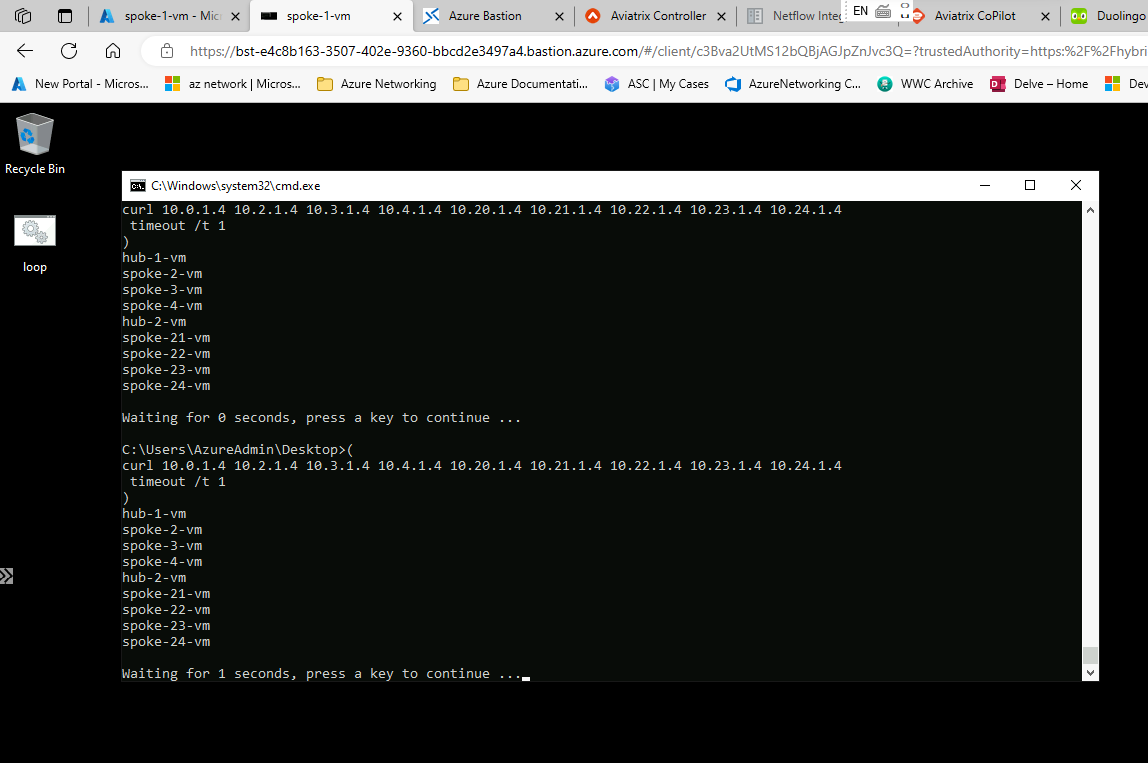 spoke-1-vm - Micr
spoke-1-vm
Azure Bastion
Aviatrix Controller
Netflow Integ
EN
Aviatrix CoPilot
Duolingo
https://bst-e4c8b163-3507-402e-9360-bbcd2e3497a4.bastion.azure.com/#/client/c3Bva2UtMS12bQBjAGJpZnJvc3Q=?trustedAuthority=https:%2F%2Fhybri
New Portal - Micros...
az network | Micros...
Azure Networking
Azure Documentati...
ASC | My Cases
AzureNetworking C...
WWC Archive
Delve – Home
Dev
Recycle Bin
loop
C:\Windows\system32\cmd.exe
curl 10.0.1.4 10.2.1.4 10.3.1.4 10.4.1.4 10.20.1.4 10.21.1.4 10.22.1.4 10.23.1.4 10.24.1.4
timeout /t 1
)
hub-1-vm
spoke-2-vm
spoke-3-vm
spoke-4-vm
hub-2-vm
spoke-21-vm
spoke-22-vm
spoke-23-vm
spoke-24-vm
Waiting for 0 seconds, press a key to continue ...
C:\Users\AzureAdmin\Desktop>(
curl 10.0.1.4 10.2.1.4 10.3.1.4 10.4.1.4 10.20.1.4 10.21.1.4 10.22.1.4 10.23.1.4 10.24.1.4
timeout /t 1
)
hub-1-vm
spoke-2-vm
spoke-3-vm
spoke-4-vm
hub-2-vm
spoke-21-vm
spoke-22-vm
spoke-23-vm
spoke-24-vm
Waiting for 1 seconds, press a key to continue ...